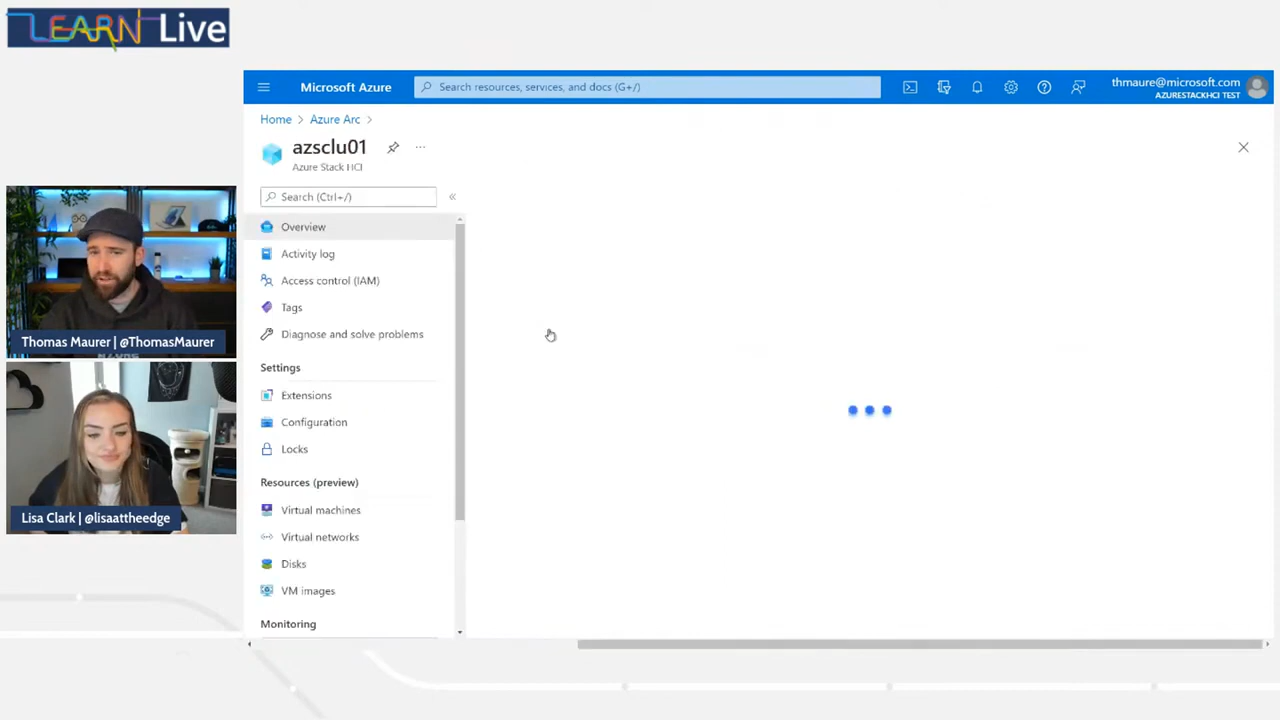 LEARN Live
Microsoft Azure
Search resources, services, and docs (G+/)
thmaure@microsoft.com
AZURESTACKHCI TEST
Home > Azure Arc >
azsclu01
Azure Stack HCI
Search (Ctrl+/)
Overview
Activity log
Access control (IAM)
Tags
Diagnose and solve problems
Settings
Extensions
Configuration
Locks
Resources (preview)
Virtual machines
Virtual networks
Disks
VM images
Monitoring
Thomas Maurer | @ThomasMaurer
Lisa Clark | @lisaattheedge